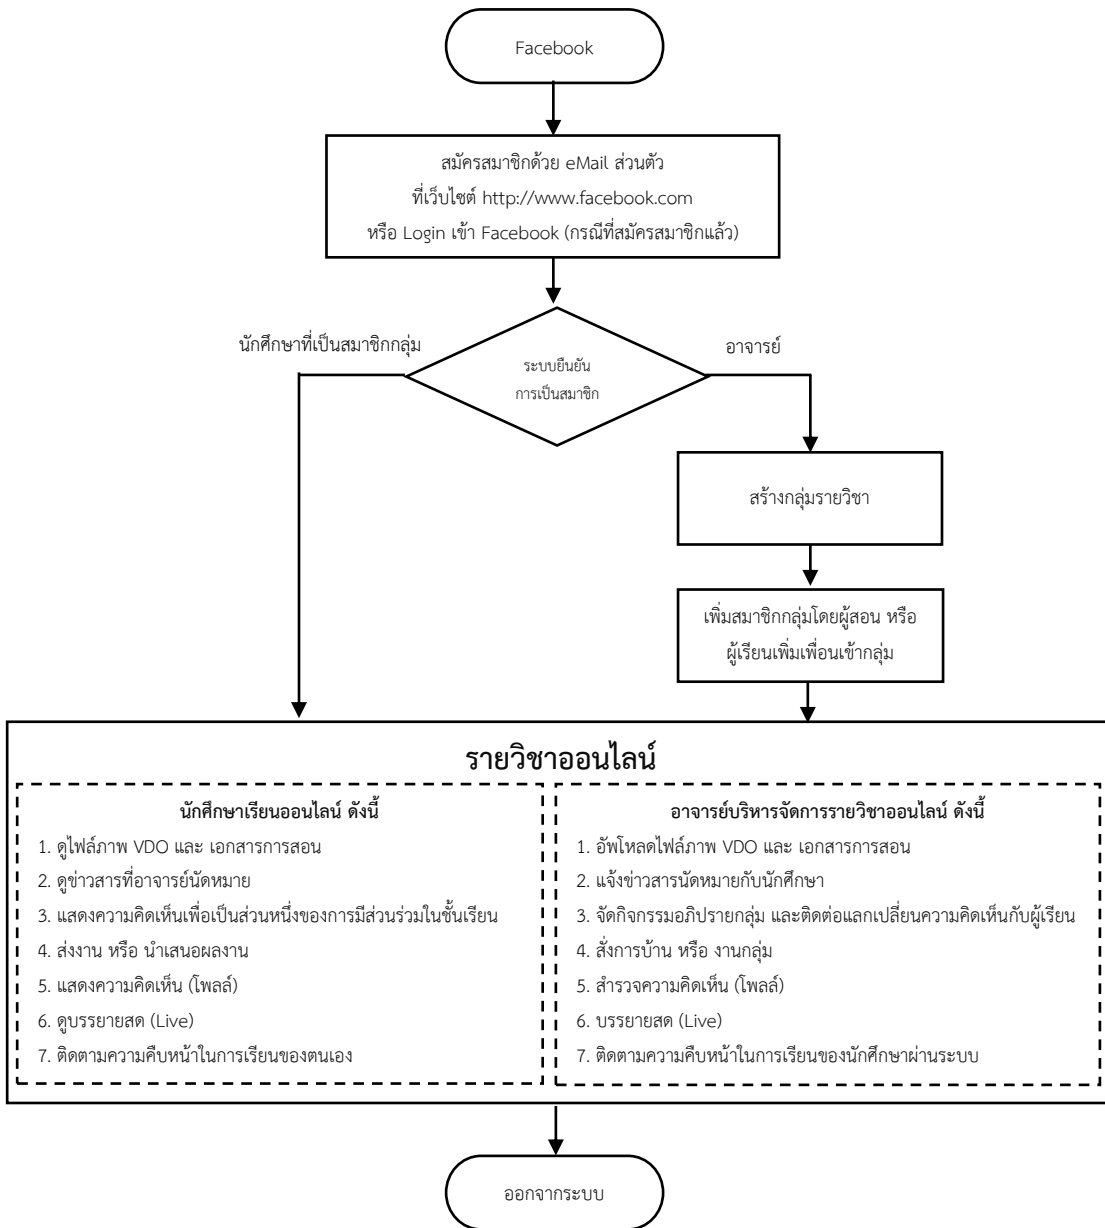 Facebook
สมัครสมาชิกด้วย eMail ส่วนตัว
ที่เว็บไซต์ http://www.facebook.com
หรือ Login เข้า Facebook (กรณีที่สมัครสมาชิกแล้ว)
นักศึกษาที่เป็นสมาชิกกลุ่ม
อาจารย์
ระบบยืนยัน
การเป็นสมาชิก
สร้างกลุ่มรายวิชา
เพิ่มสมาชิกกลุ่มโดยผู้สอน หรือ
ผู้เรียนเพิ่มเพื่อนเข้ากลุ่ม
รายวิชาออนไลน์
นักศึกษาเรียนออนไลน์ ดังนี้
1. ดูไฟล์ภาพ VDO และ เอกสารการสอน
2. ดูข่าวสารที่อาจารย์นัดหมาย
3. แสดงความคิดเห็นเพื่อเป็นส่วนหนึ่งของการมีส่วนร่วมในชั้นเรียน
4. ส่งงาน หรือ นำเสนอผลงาน
5. แสดงความคิดเห็น (โพลล์)
6. ดูบรรยายสด (Live)
7. ติดตามความคืบหน้าในการเรียนของตนเอง
อาจารย์บริหารจัดการรายวิชาออนไลน์ ดังนี้
1. อัพโหลดไฟล์ภาพ VDO และ เอกสารการสอน
2. แจ้งข่าวสารนัดหมายกับนักศึกษา
3. จัดกิจกรรมอภิปรายกลุ่ม และติดต่อแลกเปลี่ยนความคิดเห็นกับผู้เรียน
4. สั่งการบ้าน หรือ งานกลุ่ม
5. สำรวจความคิดเห็น (โพลล์)
6. บรรยายสด (Live)
7. ติดตามความคืบหน้าในการเรียนของนักศึกษาผ่านระบบ
ออกจากระบบ